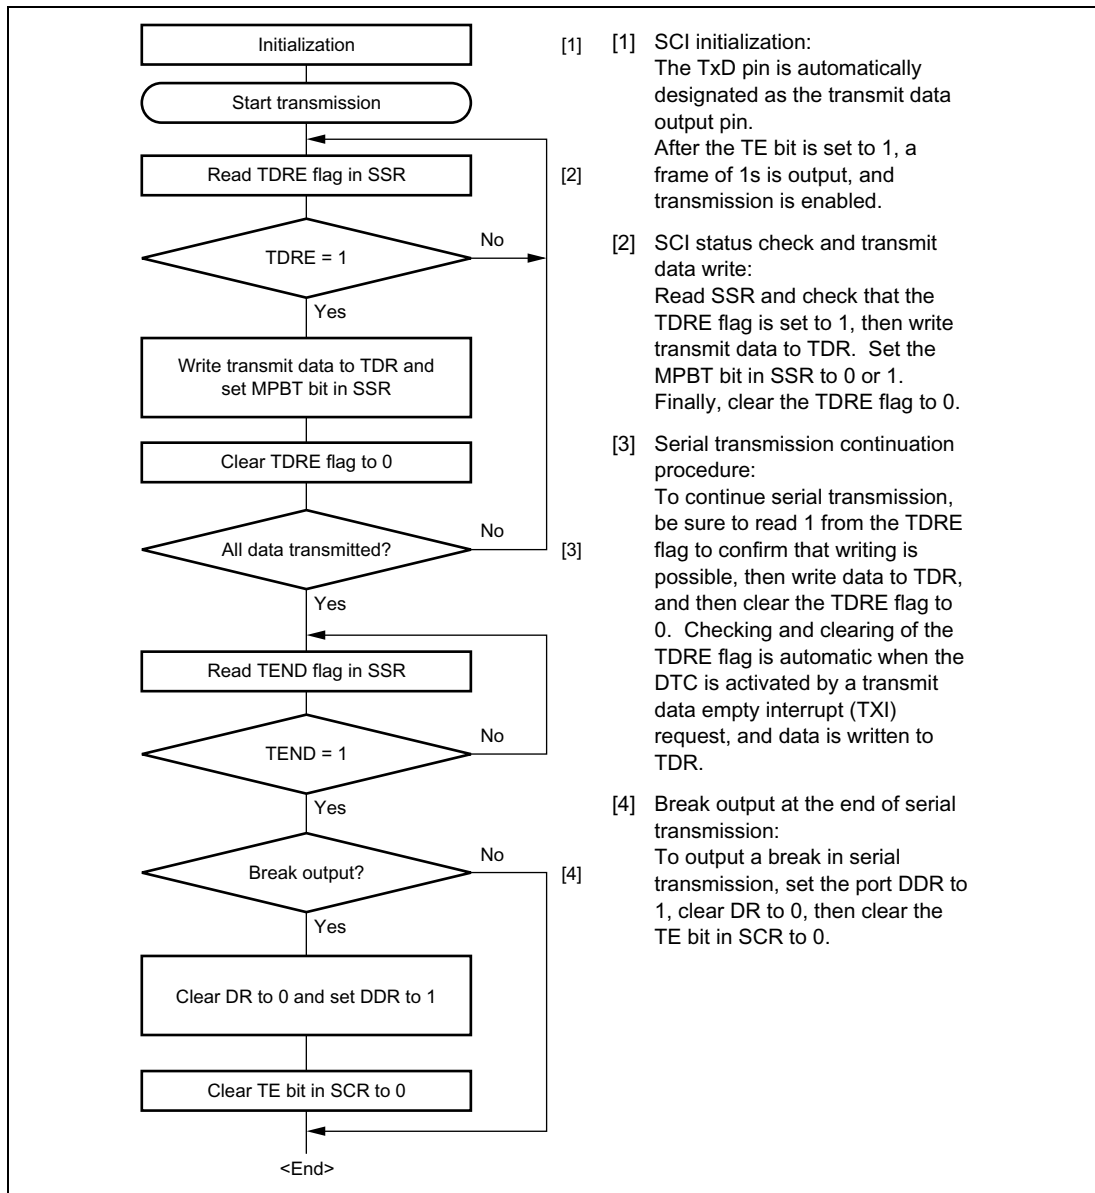 Initialization
[1]
Start transmission
Read TDRE flag in SSR
[2]
TDRE = 1
No
Yes
Write transmit data to TDR and
set MPBT bit in SSR
Clear TDRE flag to 0
All data transmitted?
No
[3]
Yes
Read TEND flag in SSR
TEND = 1
No
Yes
Break output?
No
[4]
Yes
Clear DR to 0 and set DDR to 1
Clear TE bit in SCR to 0
<End>
[1] SCI initialization:
The TxD pin is automatically
designated as the transmit data
output pin.
After the TE bit is set to 1, a
frame of 1s is output, and
transmission is enabled.
[2] SCI status check and transmit
data write:
Read SSR and check that the
TDRE flag is set to 1, then write
transmit data to TDR. Set the
MPBT bit in SSR to 0 or 1.
Finally, clear the TDRE flag to 0.
[3] Serial transmission continuation
procedure:
To continue serial transmission,
be sure to read 1 from the TDRE
flag to confirm that writing is
possible, then write data to TDR,
and then clear the TDRE flag to
0. Checking and clearing of the
TDRE flag is automatic when the
DTC is activated by a transmit
data empty interrupt (TXI)
request, and data is written to
TDR.
[4] Break output at the end of serial
transmission:
To output a break in serial
transmission, set the port DDR to
1, clear DR to 0, then clear the
TE bit in SCR to 0.